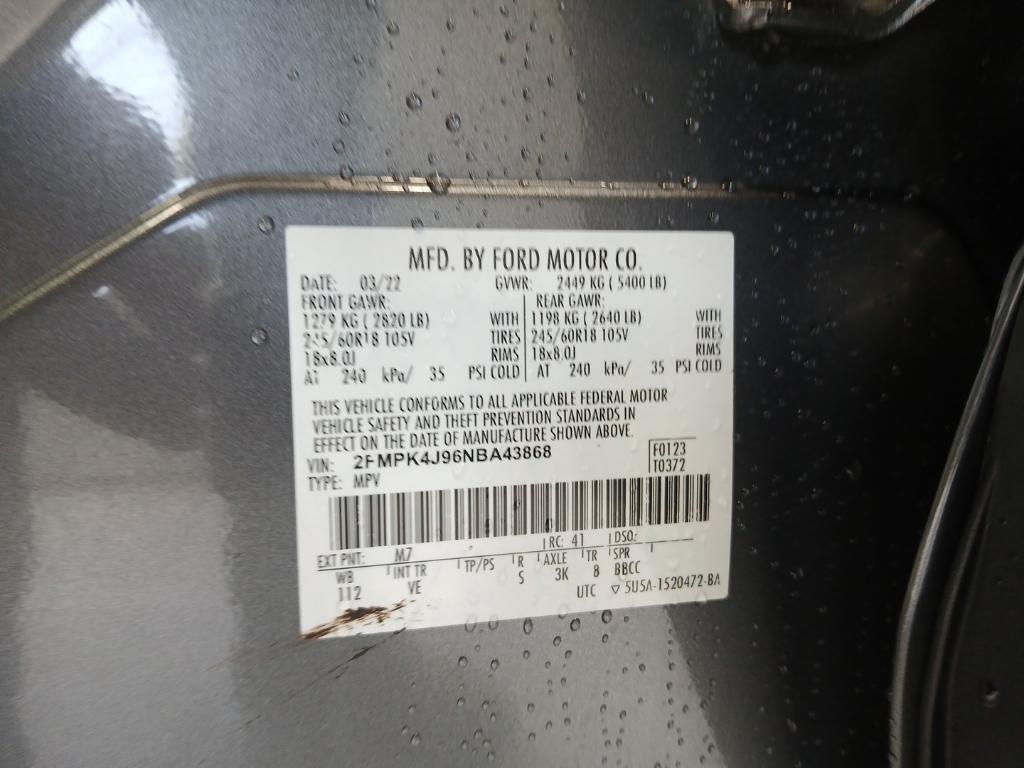 MFD. BY FORD MOTOR CO.
DATE: 03/22 GVWR: 2449 KG ( 5400 LB)
FRONT GAWR: REAR GAWR:
1279 KG ( 2820 LB) WITH 1198 KG ( 2640 LB) WITH
245/60R18 105V TIRES 245/60R18 105V TIRES
18x8.0J RIMS 18x8.0J RIMS
AT 240 kPa/ 35 PSI COLD AT 240 kPa/ 35 PSI COLD
THIS VEHICLE CONFORMS TO ALL APPLICABLE FEDERAL MOTOR
VEHICLE SAFETY AND THEFT PREVENTION STANDARDS IN
EFFECT ON THE DATE OF MANUFACTURE SHOWN ABOVE.
VIN: 2FMPK4J96NBA43868 F0123
TYPE: MPV T0372
EXT PNT: M7 RC: 41 DSO:
WB INT TR TP/PS R AXLE TR SPR
112 VE S 3K 8 BBCC
UTC ▽ 5U5A-1520472-BA